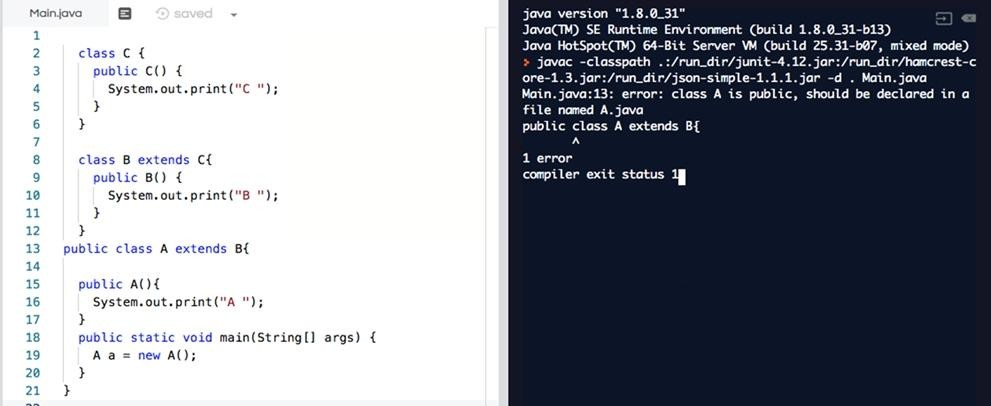 Main.java
saved
1
2 class C {
3 public C() {
4 System.out.print("C ");
5 }
6 }
7
8 class B extends C{
9 public B() {
10 System.out.print("B ");
11 }
12 }
13 public class A extends B{
14
15 public A(){
16 System.out.print("A ");
17 }
18 public static void main(String[] args) {
19 A a = new A();
20 }
21 }
java version "1.8.0_31"
Java(TM) SE Runtime Environment (build 1.8.0_31-b13)
Java HotSpot(TM) 64-Bit Server VM (build 25.31-b07, mixed mode)
> javac -classpath .:/run_dir/junit-4.12.jar:/run_dir/hamcrest-c
ore-1.3.jar:/run_dir/json-simple-1.1.1.jar -d . Main.java
Main.java:13: error: class A is public, should be declared in a
file named A.java
public class A extends B{
^
1 error
compiler exit status 1